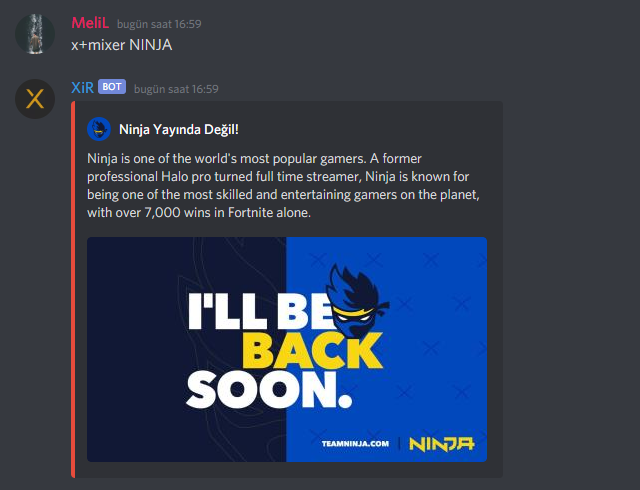 MeliL bugün saat 16:59
x+mixer NINJA
X
XiR BOT bugün saat 16:59
Ninja Yayında Değil!
Ninja is one of the world's most popular gamers. A former
professional Halo pro turned full time streamer, Ninja is known for
being one of the most skilled and entertaining gamers on the planet,
with over 7,000 wins in Fortnite alone.
I'LL BE
BACK
SOON.
TEAMNINJA.COM | NINJA